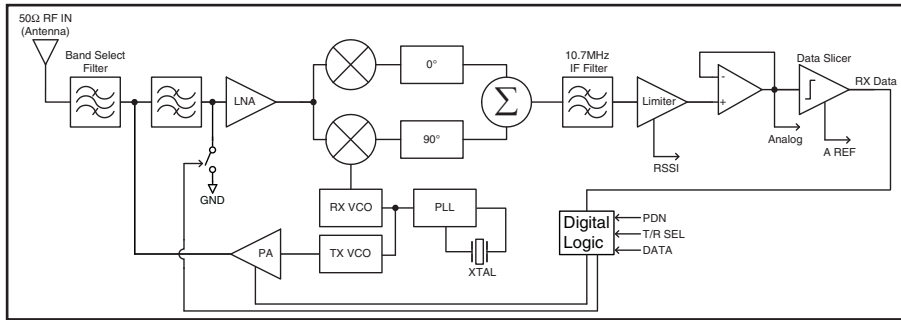 50Ω RF IN
(Antenna)
Band Select
Filter
LNA
0°
90°
Σ
10.7MHz
IF Filter
Limiter
RSSI
-
+
Analog
Data Slicer
RX Data
A REF
GND
RX VCO
PLL
TX VCO
PA
XTAL
Digital
Logic
PDN
T/R SEL
DATA